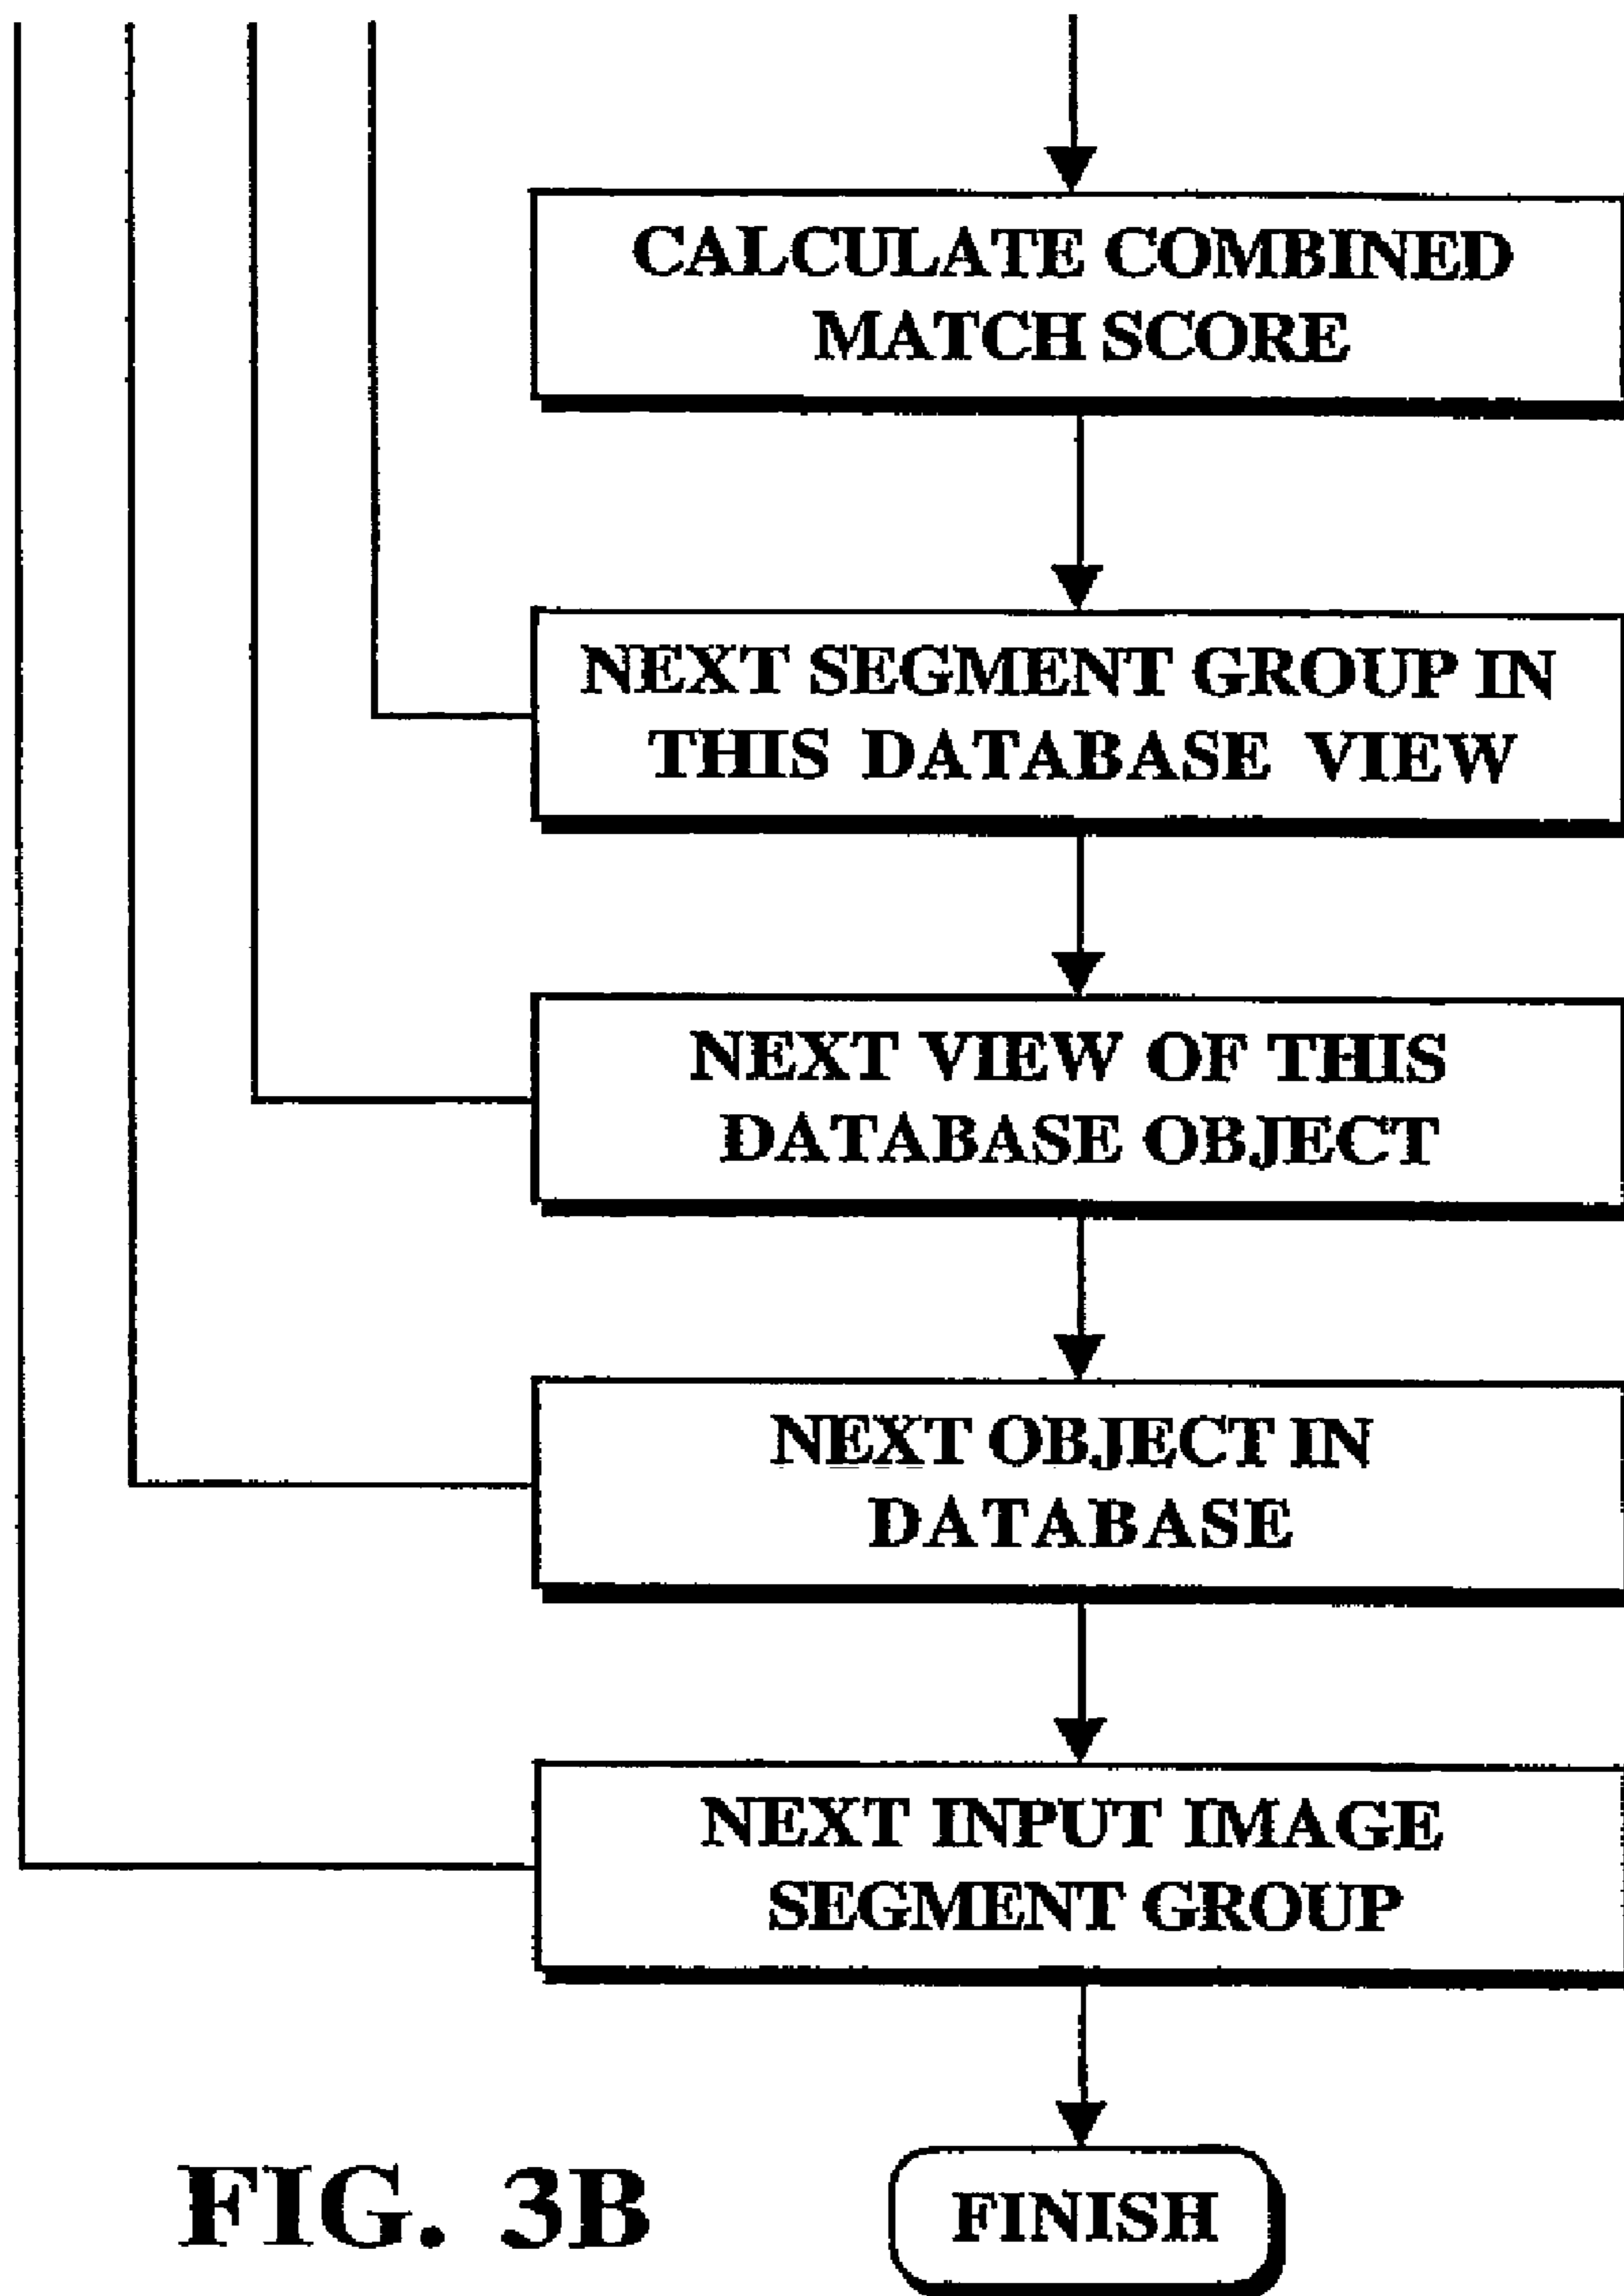 CALCULATE COMBINED
MATCH SCORE
NEXT SEGMENT GROUP IN
THIS DATABASE VIEW
NEXT VIEW OF THIS
DATABASE OBJECT
NEXT OBJECT IN
DATABASE
NEXT INPUT IMAGE
SEGMENT GROUP
FINISH
FIG. 3B